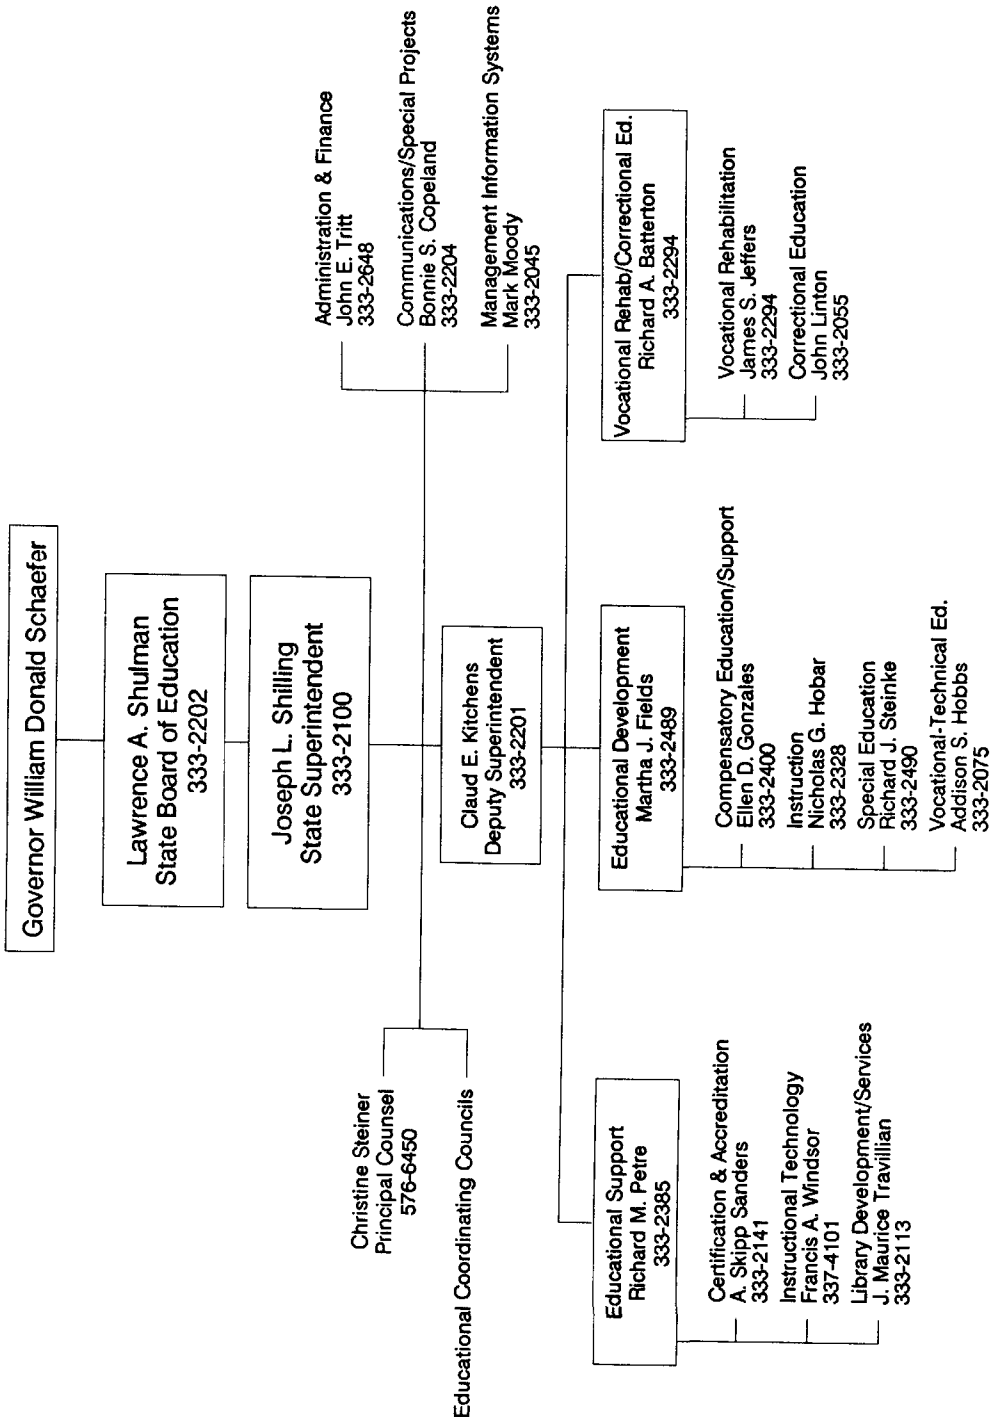 Governor William Donald Schaefer
Lawrence A. Shulman
State Board of Education
333-2202
Joseph L. Shilling
State Superintendent
333-2100
Christine Steiner
Principal Counsel
576-6450
Educational Coordinating Councils
Administration & Finance
John E. Tritt
333-2648
Communications/Special Projects
Bonnie S. Copeland
333-2204
Management Information Systems
Mark Moody
333-2045
Claud E. Kitchens
Deputy Superintendent
333-2201
Educational Support
Richard M. Petre
333-2385
Certification & Accreditation
A. Skipp Sanders
333-2141
Instructional Technology
Francis A. Windsor
337-4101
Library Development/Services
J. Maurice Travillian
333-2113
Educational Development
Martha J. Fields
333-2489
Compensatory Education/Support
Ellen D. Gonzales
333-2400
Instruction
Nicholas G. Hobar
333-2328
Special Education
Richard J. Steinke
333-2490
Vocational-Technical Ed.
Addison S. Hobbs
333-2075
Vocational Rehab/Correctional Ed.
Richard A. Batterton
333-2294
Vocational Rehabilitation
James S. Jeffers
333-2294
Correctional Education
John Linton
333-2055